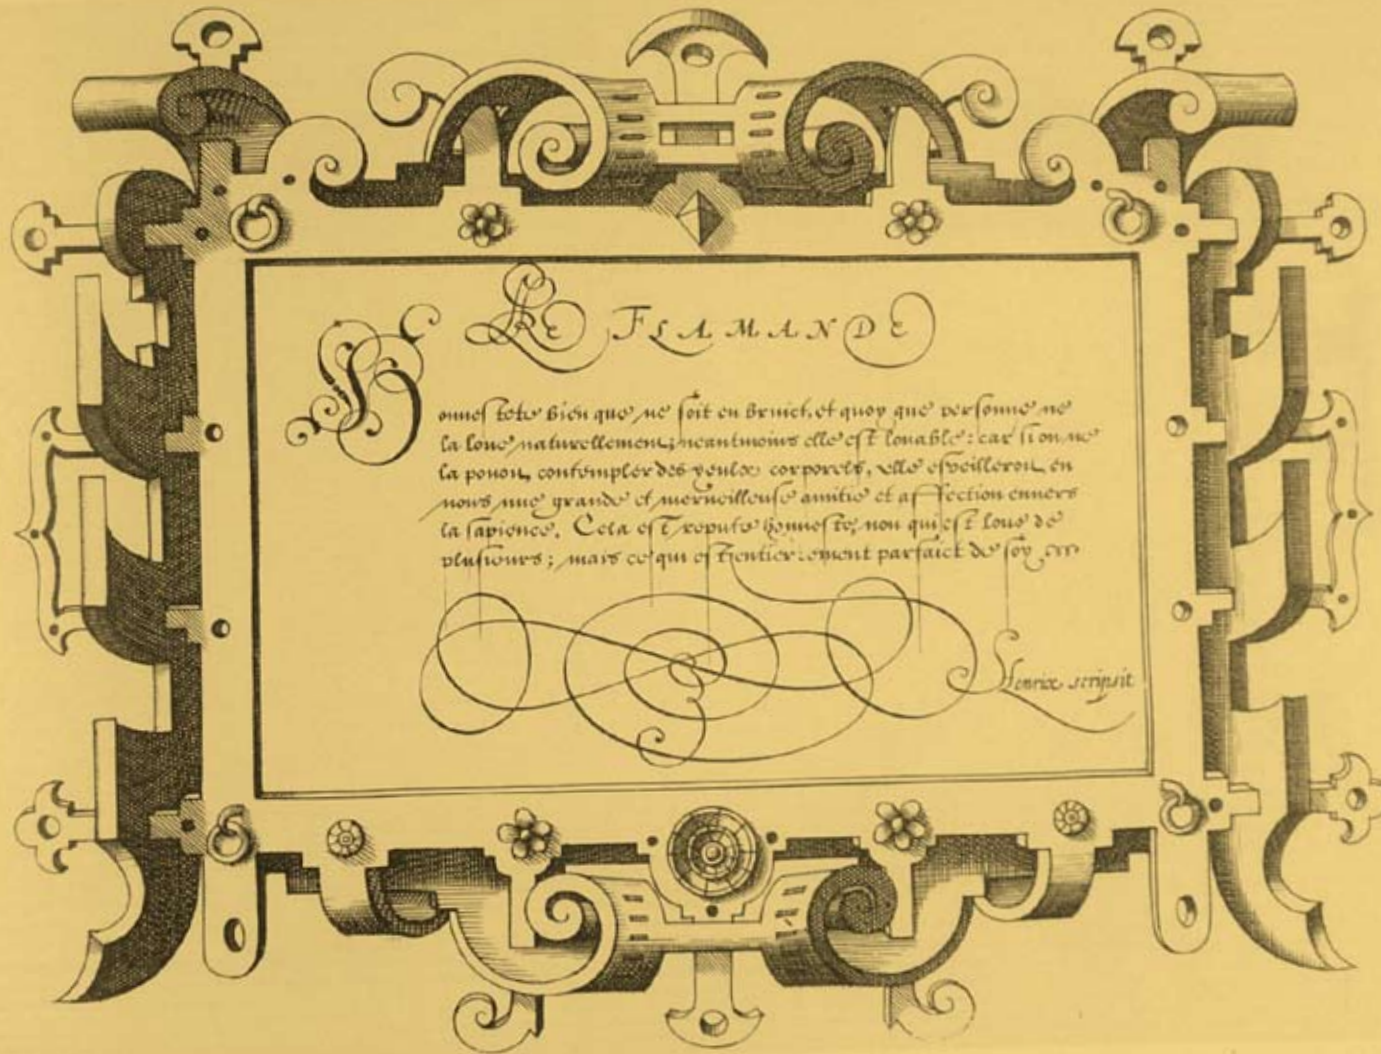 LE FLAMANDE
Honnestete bien que ne soit en bruict, et quoy que personne ne
la loue naturellement; neantmoins elle est louable: car si on ne
la pouoit contempler des yeulx corporels, elle esveilleroit en
nous une grande et merveilleuse amitie et affection envers
la sapience. Cela est repute honneste, non qui est loue de
plusieurs; mais ce qui est entierement parfaict de soy
Henrix scripsit